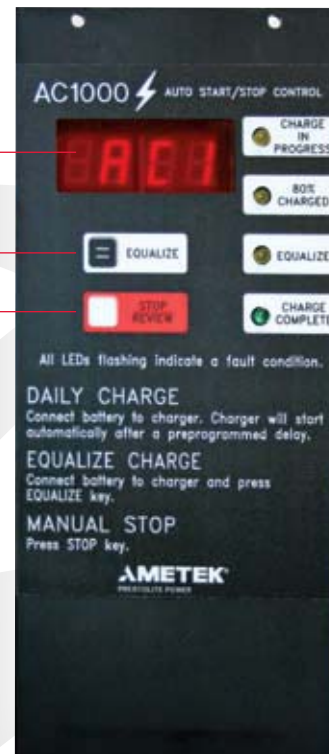 AC1000 AUTO START/STOP CONTROL
AC1
CHARGE
IN
PROGRESS
80%
CHARGED
EQUALIZE
EQUALIZE
STOP
REVIEW
CHARGE
COMPLETE
All LEDs flashing indicate a fault condition.
DAILY CHARGE
Connect battery to charger. Charger will start
automatically after a preprogrammed delay.
EQUALIZE CHARGE
Connect battery to charger and press
EQUALIZE key.
MANUAL STOP
Press STOP key.
AMETEK®
PRESTOLITE POWER